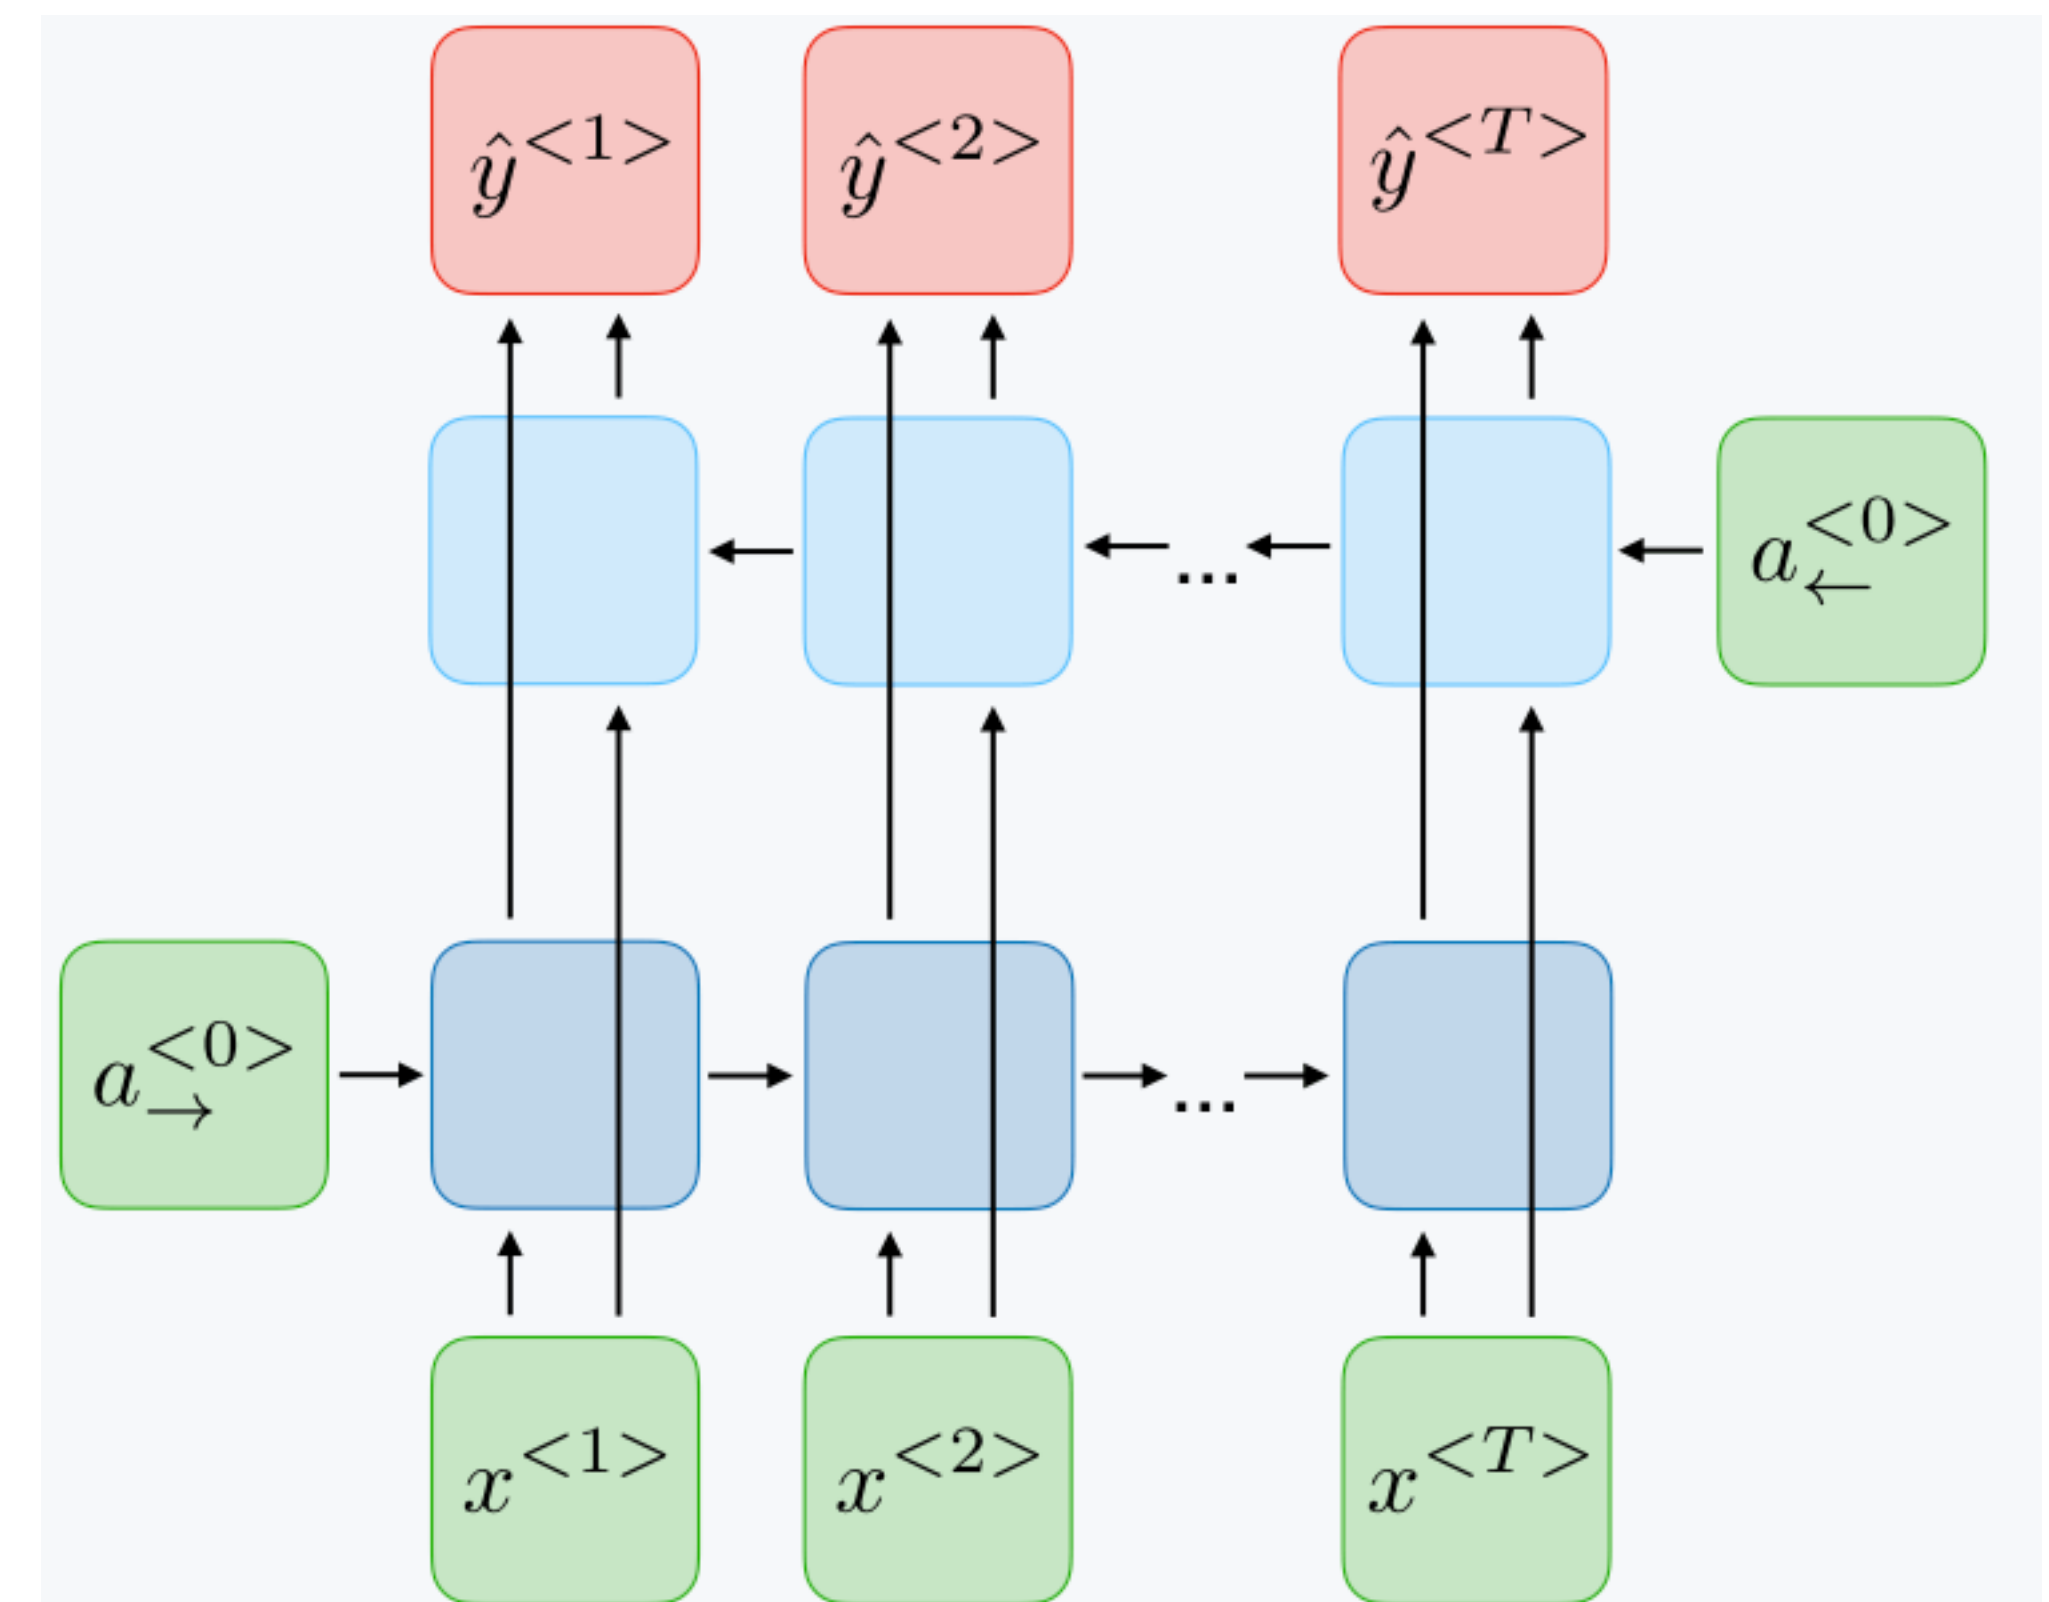 ŷ<1> ŷ<2> ŷ<T>
... a←<0>
a→<0> ...
x<1> x<2> x<T>